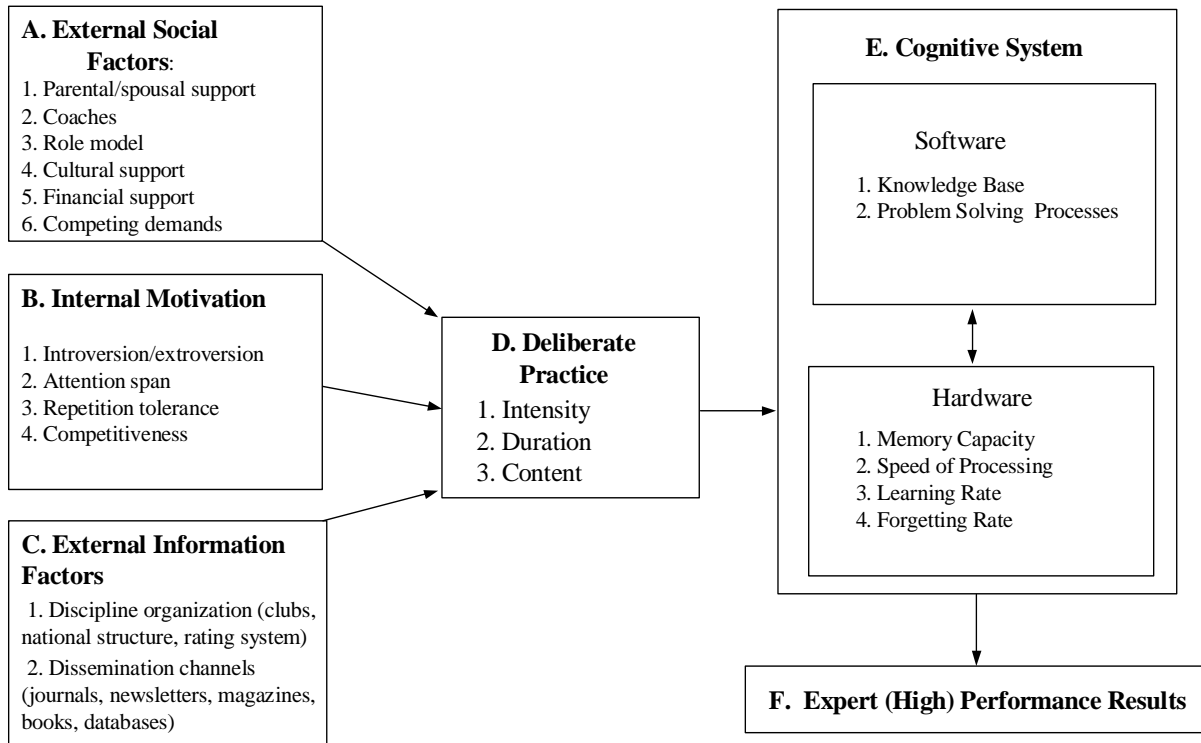 A. External Social
Factors:
1. Parental/spousal support
2. Coaches
3. Role model
4. Cultural support
5. Financial support
6. Competing demands
B. Internal Motivation
1. Introversion/extroversion
2. Attention span
3. Repetition tolerance
4. Competitiveness
C. External Information
Factors
1. Discipline organization (clubs,
national structure, rating system)
2. Dissemination channels
(journals, newsletters, magazines,
books, databases)
D. Deliberate
Practice
1. Intensity
2. Duration
3. Content
E. Cognitive System
Software
1. Knowledge Base
2. Problem Solving Processes
Hardware
1. Memory Capacity
2. Speed of Processing
3. Learning Rate
4. Forgetting Rate
F. Expert (High) Performance Results